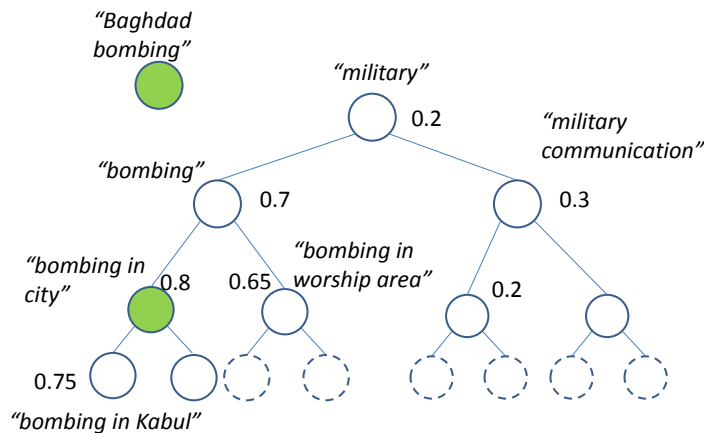 “Baghdad
bombing”
“military”
0.2
“military
communication”
“bombing”
0.7
0.3
“bombing in
city”
0.8
0.65
“bombing in
worship area”
0.2
0.75
“bombing in Kabul”